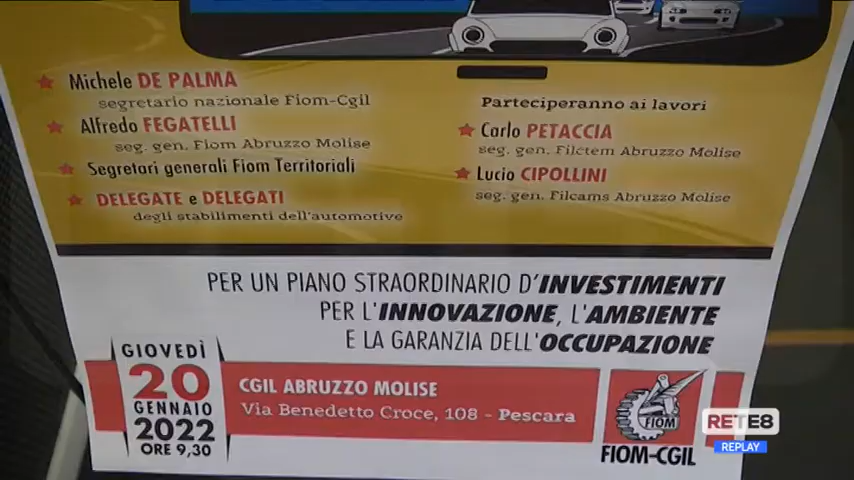 Michele DE PALMA
segretario nazionale Fiom-Cgil
Alfredo FEGATELLI
seg. gen. Fiom Abruzzo Molise
Segretari generali Fiom Territoriali
DELEGATE e DELEGATI
degli stabilimenti dell'automotive
Parteciperanno ai lavori
Carlo PETACCIA
seg. gen. Filctem Abruzzo Molise
Lucio CIPOLLINI
seg. gen. Filcams Abruzzo Molise
PER UN PIANO STRAORDINARIO D'INVESTIMENTI
PER L'INNOVAZIONE, L'AMBIENTE
E LA GARANZIA DELL'OCCUPAZIONE
GIOVEDÌ
20
GENNAIO
2022
ORE 9,30
CGIL ABRUZZO MOLISE
Via Benedetto Croce, 108 - Pescara
FIOM
FIOM-CGIL
RETE8
REPLAY